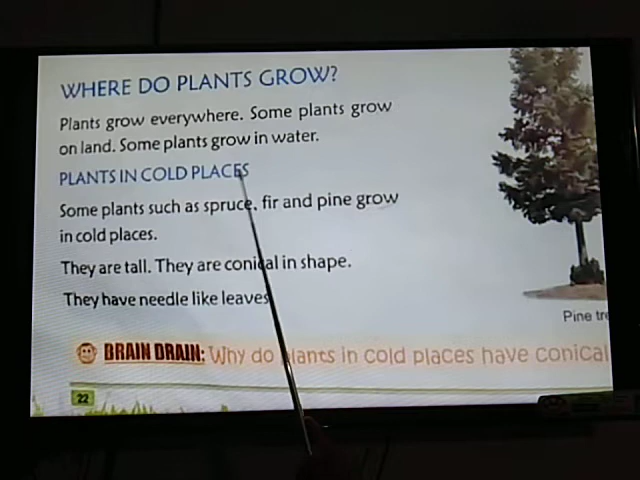 WHERE DO PLANTS GROW?
Plants grow everywhere. Some plants grow
on land. Some plants grow in water.
PLANTS IN COLD PLACES
Some plants such as spruce, fir and pine grow
in cold places.
They are tall. They are conical in shape.
They have needle like leaves
Pine tre
BRAIN DRAIN: Why do plants in cold places have conical
22